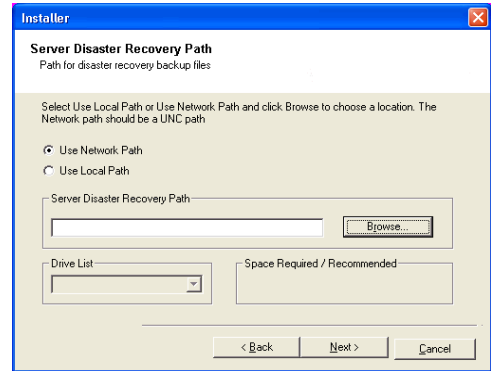 Installer
Server Disaster Recovery Path
Path for disaster recovery backup files
Select Use Local Path or Use Network Path and click Browse to choose a location. The
Network path should be a UNC path
Use Network Path
Use Local Path
Server Disaster Recovery Path
Browse...
Drive List
Space Required / Recommended
< Back
Next >
Cancel